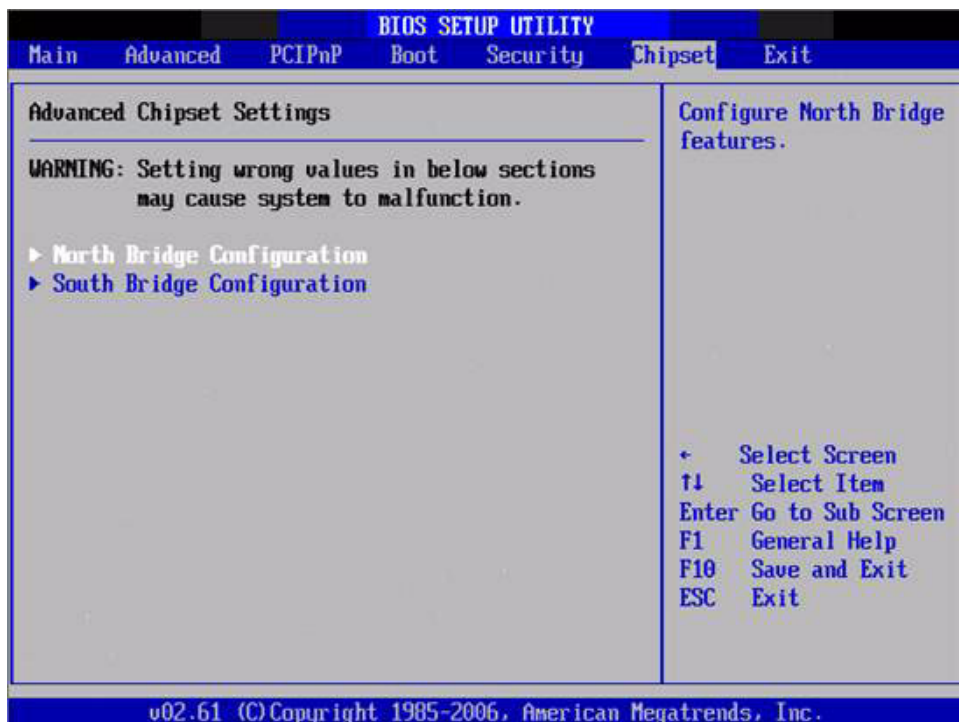 BIOS SETUP UTILITY
Main Advanced PCIPnP Boot Security Chipset Exit
Advanced Chipset Settings
WARNING: Setting wrong values in below sections
may cause system to malfunction.
► North Bridge Configuration
► South Bridge Configuration
Configure North Bridge
features.
← Select Screen
↑↓ Select Item
Enter Go to Sub Screen
F1 General Help
F10 Save and Exit
ESC Exit
v02.61 (C)Copyright 1985-2006, American Megatrends, Inc.